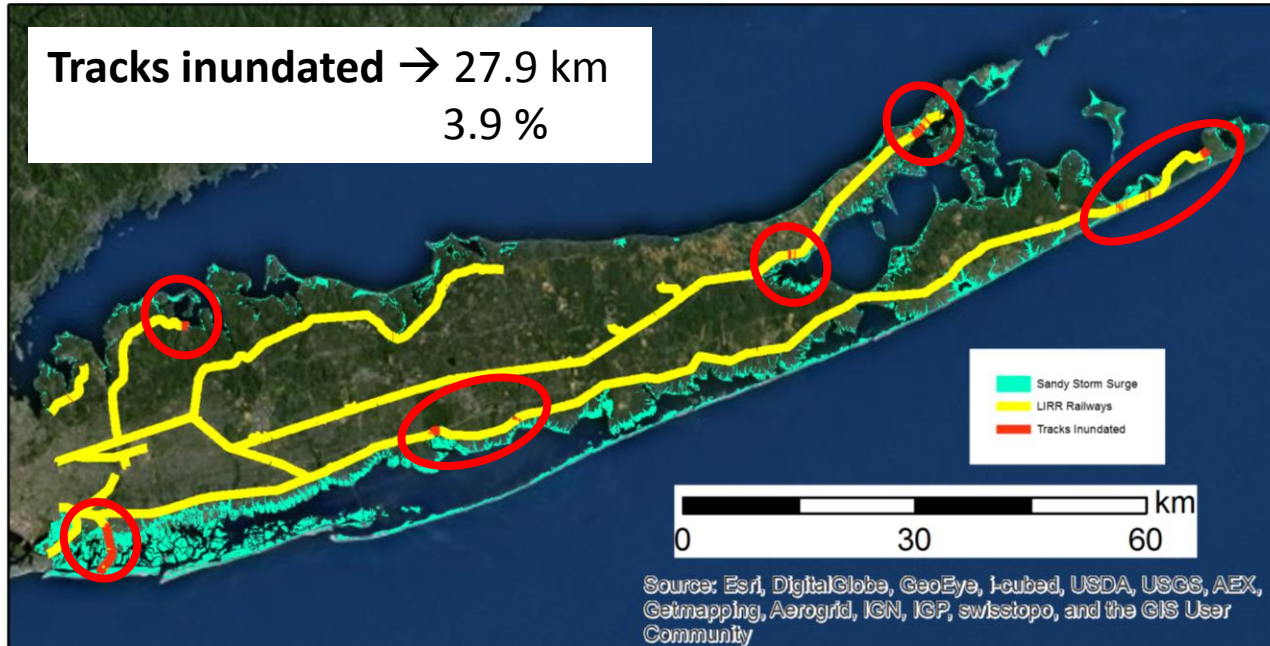 Tracks inundated → 27.9 km
3.9 %
Sandy Storm Surge
LIRR Railways
Tracks Inundated
km
0 30 60
Source: Esri, DigitalGlobe, GeoEye, i-cubed, USDA, USGS, AEX,
Getmapping, Aerogrid, IGN, IGP, swisstopo, and the GIS User
Community